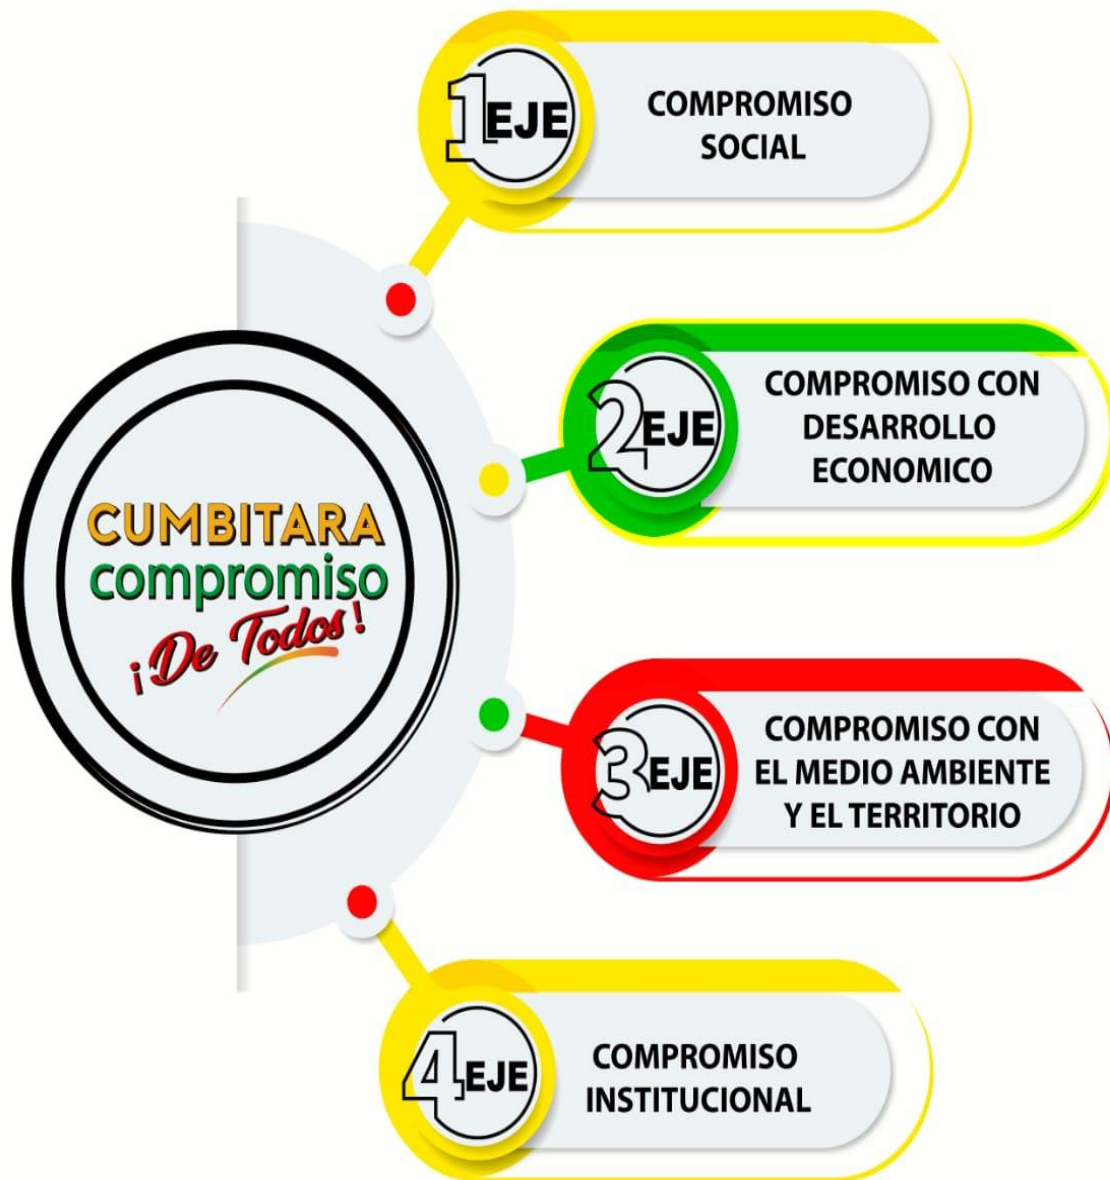 1EJE
COMPROMISO
SOCIAL
2EJE
COMPROMISO CON
DESARROLLO
ECONOMICO
CUMBITARA
compromiso
¡De Todos!
3EJE
COMPROMISO CON
EL MEDIO AMBIENTE
Y EL TERRITORIO
4EJE
COMPROMISO
INSTITUCIONAL